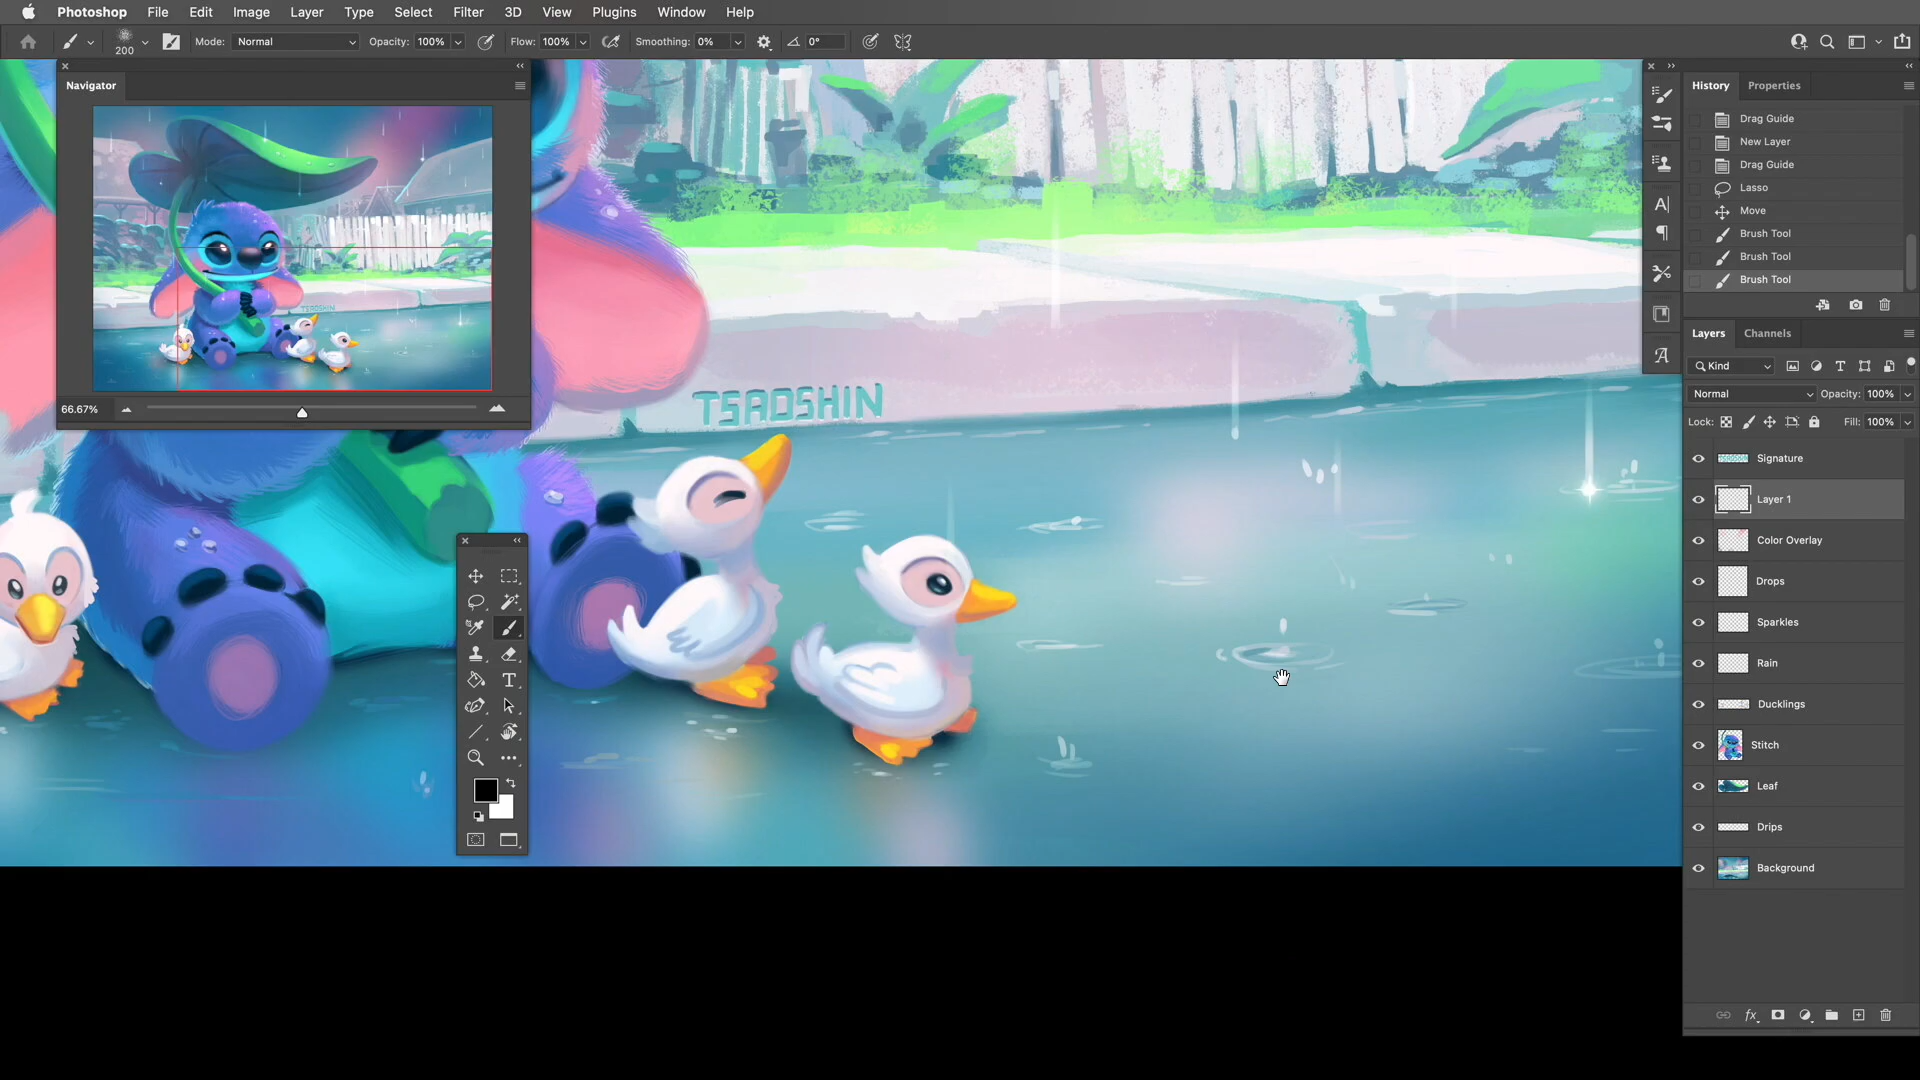 Photoshop File Edit Image Layer Type Select Filter 3D View Plugins Window Help
200 Mode: Normal Opacity: 100% Flow: 100% Smoothing: 0% 0°
Navigator
66.67%
TSAOSHIN
History Properties
Drag Guide
New Layer
Drag Guide
Lasso
Move
Brush Tool
Brush Tool
Brush Tool
Layers Channels
Kind
Normal Opacity: 100%
Lock: Fill: 100%
Signature
Layer 1
Color Overlay
Drops
Sparkles
Rain
Ducklings
Stitch
Leaf
Drips
Background